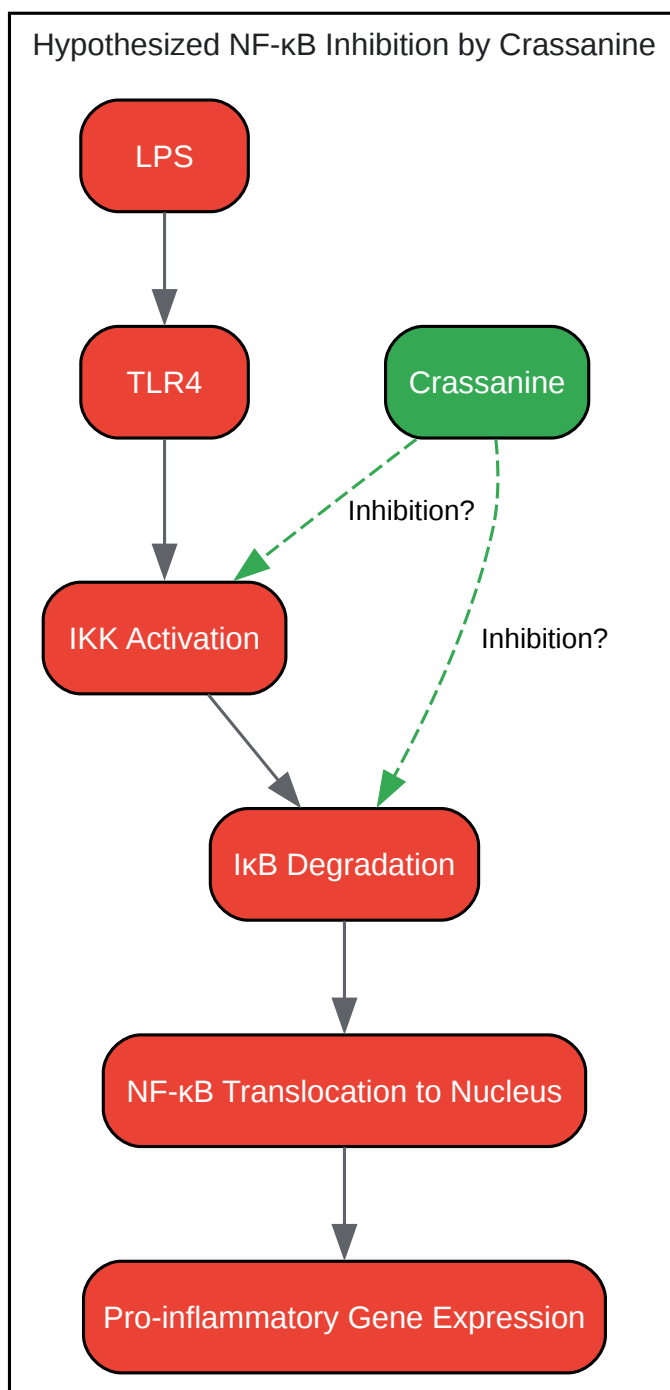 Hypothesized NF-κB Inhibition by Crassanine
LPS
TLR4
Crassanine
Inhibition?
IKK Activation
Inhibition?
IκB Degradation
NF-κB Translocation to Nucleus
Pro-inflammatory Gene Expression